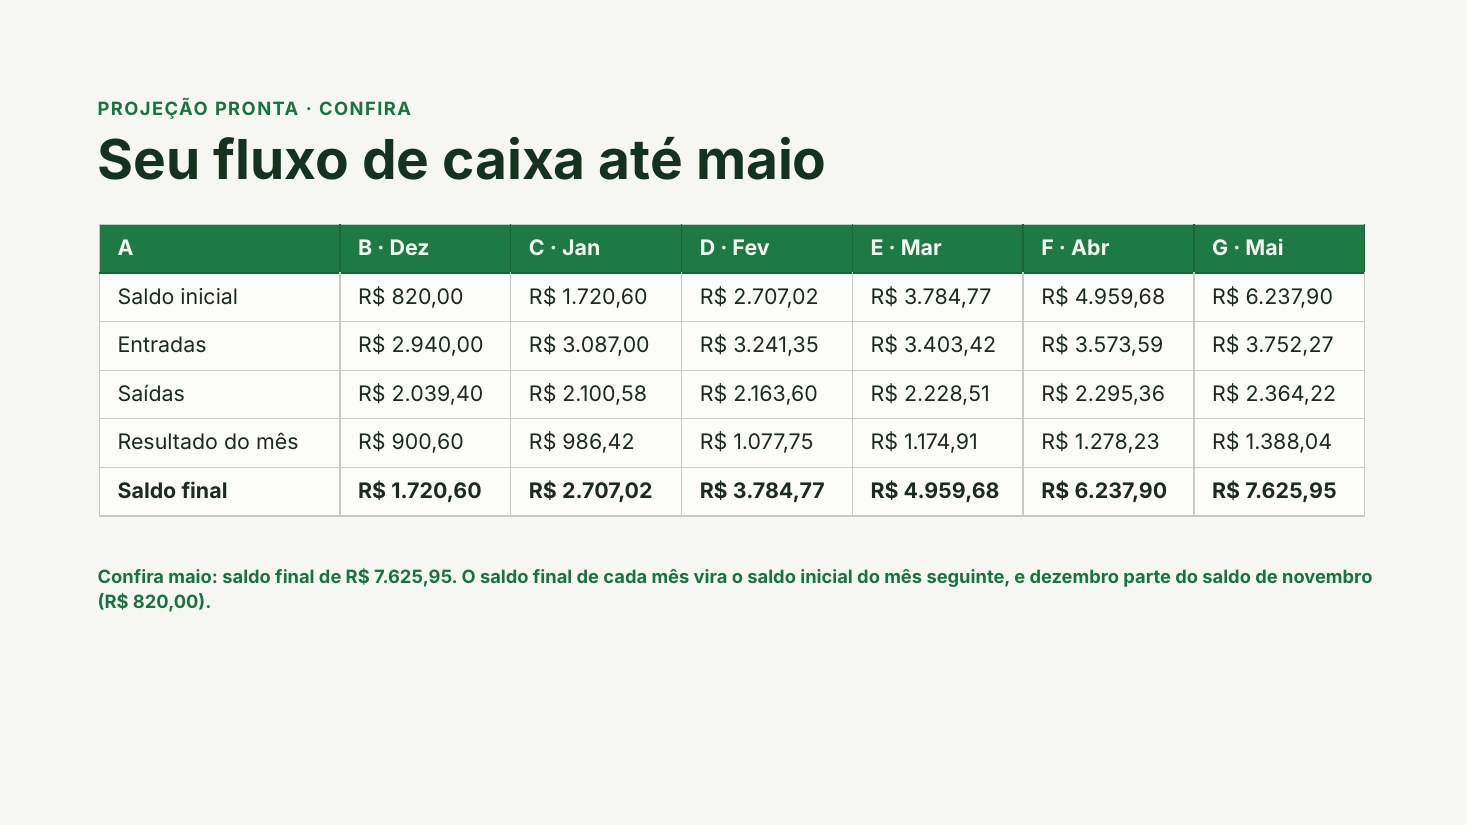 PROJEÇÃO PRONTA · CONFIRA
Seu fluxo de caixa até maio
A B · Dez C · Jan D · Fev E · Mar F · Abr G · Mai
Saldo inicial R$ 820,00 R$ 1.720,60 R$ 2.707,02 R$ 3.784,77 R$ 4.959,68 R$ 6.237,90
Entradas R$ 2.940,00 R$ 3.087,00 R$ 3.241,35 R$ 3.403,42 R$ 3.573,59 R$ 3.752,27
Saídas R$ 2.039,40 R$ 2.100,58 R$ 2.163,60 R$ 2.228,51 R$ 2.295,36 R$ 2.364,22
Resultado do mês R$ 900,60 R$ 986,42 R$ 1.077,75 R$ 1.174,91 R$ 1.278,23 R$ 1.388,04
Saldo final R$ 1.720,60 R$ 2.707,02 R$ 3.784,77 R$ 4.959,68 R$ 6.237,90 R$ 7.625,95
Confira maio: saldo final de R$ 7.625,95. O saldo final de cada mês vira o saldo inicial do mês seguinte, e dezembro parte do saldo de novembro
(R$ 820,00).